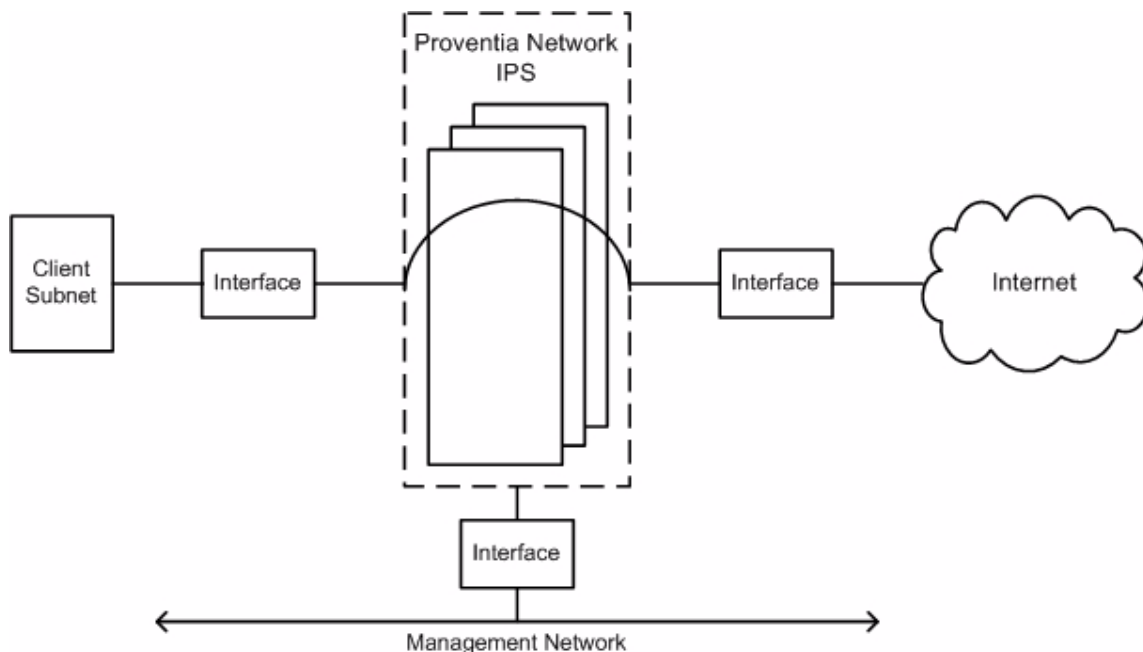 Proventia Network
IPS
Client
Subnet
Interface
Interface
Internet
Interface
Management Network